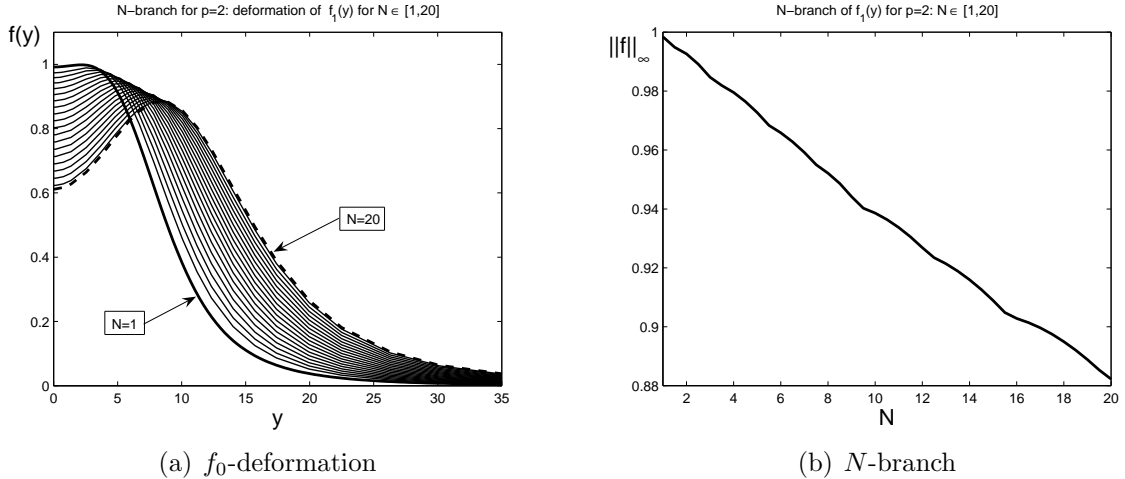 N−branch for p=2: deformation of f₁(y) for N∈ [1,20]
f(y)
1
0.8
0.6
0.4
0.2
0
N=20
N=1
0 5 10 15 20 25 30 35
y
(a) f₀-deformation
N−branch of f₁(y) for p=2: N∈ [1,20]
||f||∞
1
0.98
0.96
0.94
0.92
0.9
0.88
2 4 6 8 10 12 14 16 18 20
N
(b) N-branch